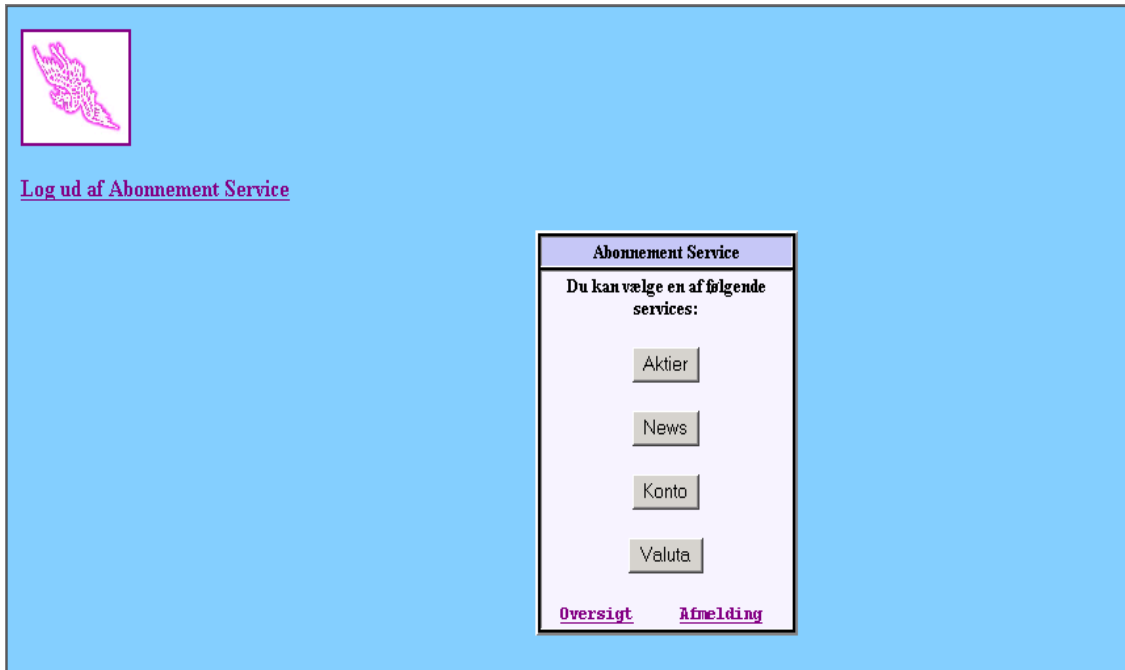 Log ud af Abonnement Service
Abonnement Service
Du kan vælge en af følgende
services:
Aktier
News
Konto
Valuta
Oversigt Afmelding